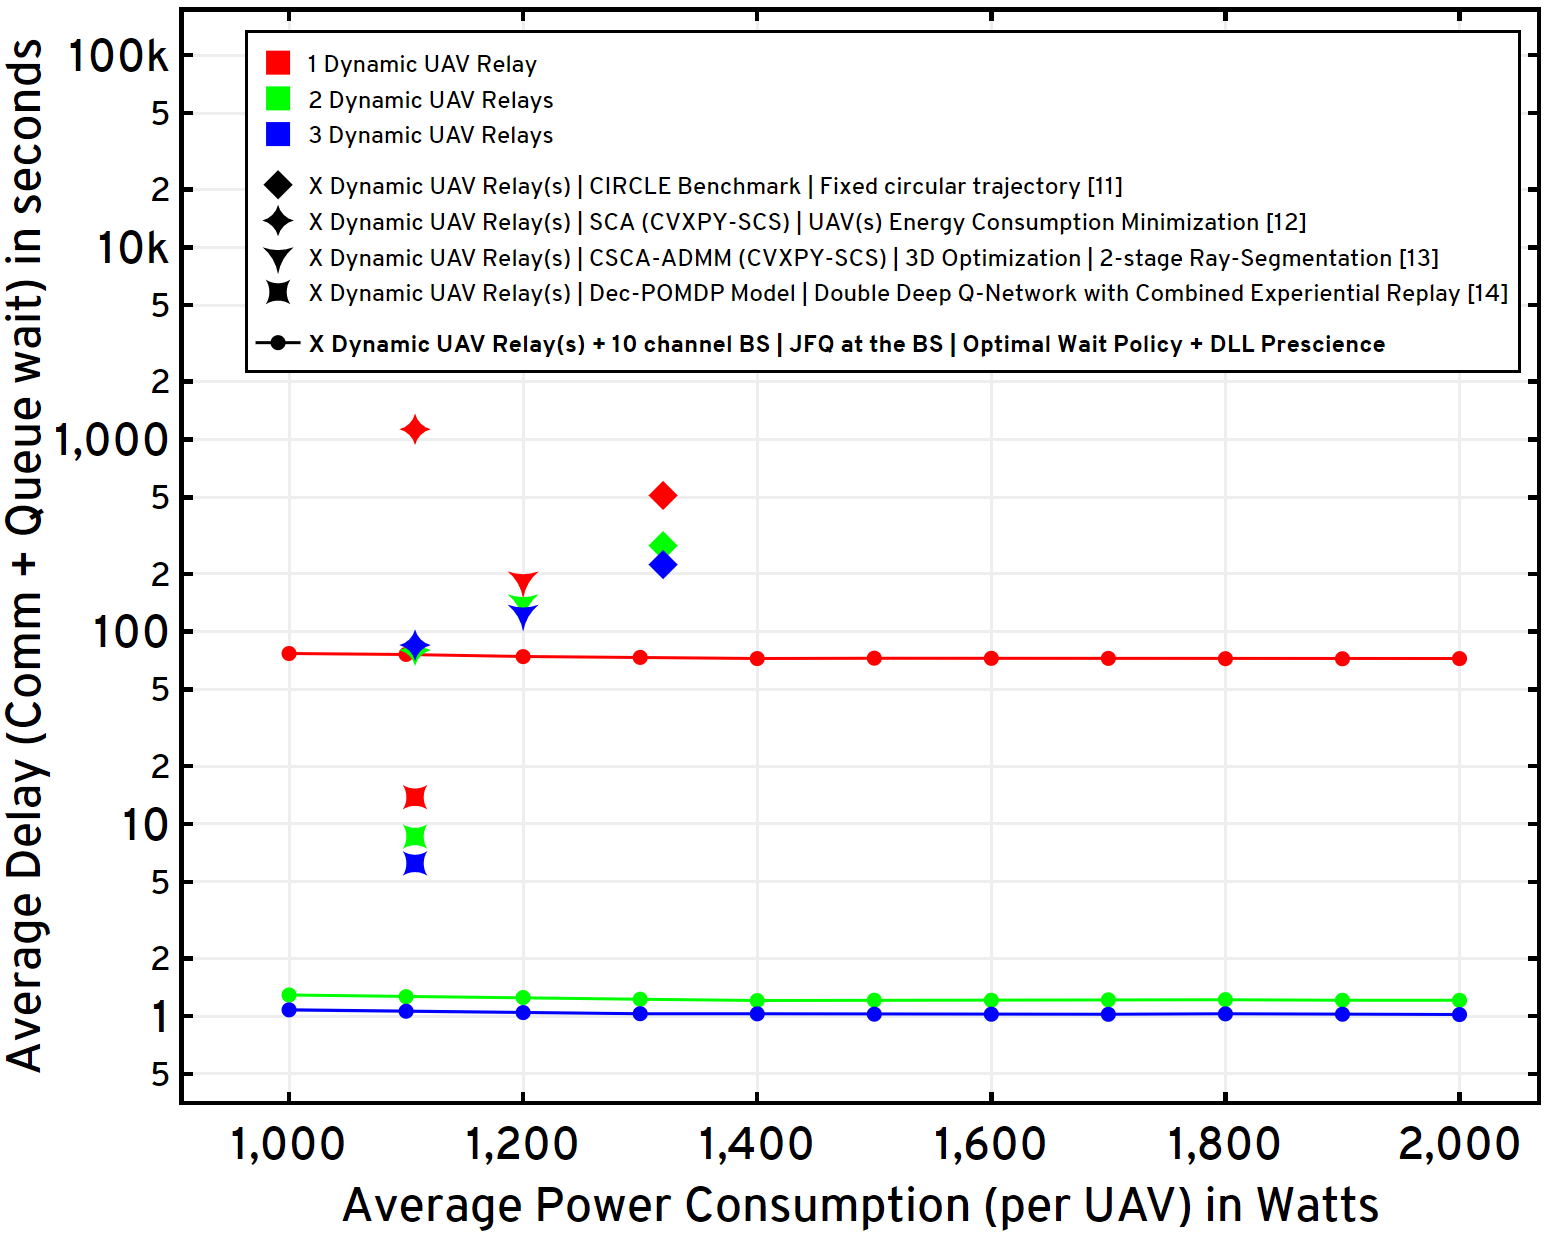 Average Delay (Comm + Queue wait) in seconds
100k
5
2
10k
5
2
1,000
5
2
100
5
2
10
5
2
1
5
1 Dynamic UAV Relay
2 Dynamic UAV Relays
3 Dynamic UAV Relays
X Dynamic UAV Relay(s) | CIRCLE Benchmark | Fixed circular trajectory [11]
X Dynamic UAV Relay(s) | SCA (CVXPY-SCS) | UAV(s) Energy Consumption Minimization [12]
X Dynamic UAV Relay(s) | CSCA-ADMM (CVXPY-SCS) | 3D Optimization | 2-stage Ray-Segmentation [13]
X Dynamic UAV Relay(s) | Dec-POMDP Model | Double Deep Q-Network with Combined Experiential Replay [14]
X Dynamic UAV Relay(s) + 10 channel BS | JFQ at the BS | Optimal Wait Policy + DLL Prescience
1,000 1,200 1,400 1,600 1,800 2,000
Average Power Consumption (per UAV) in Watts